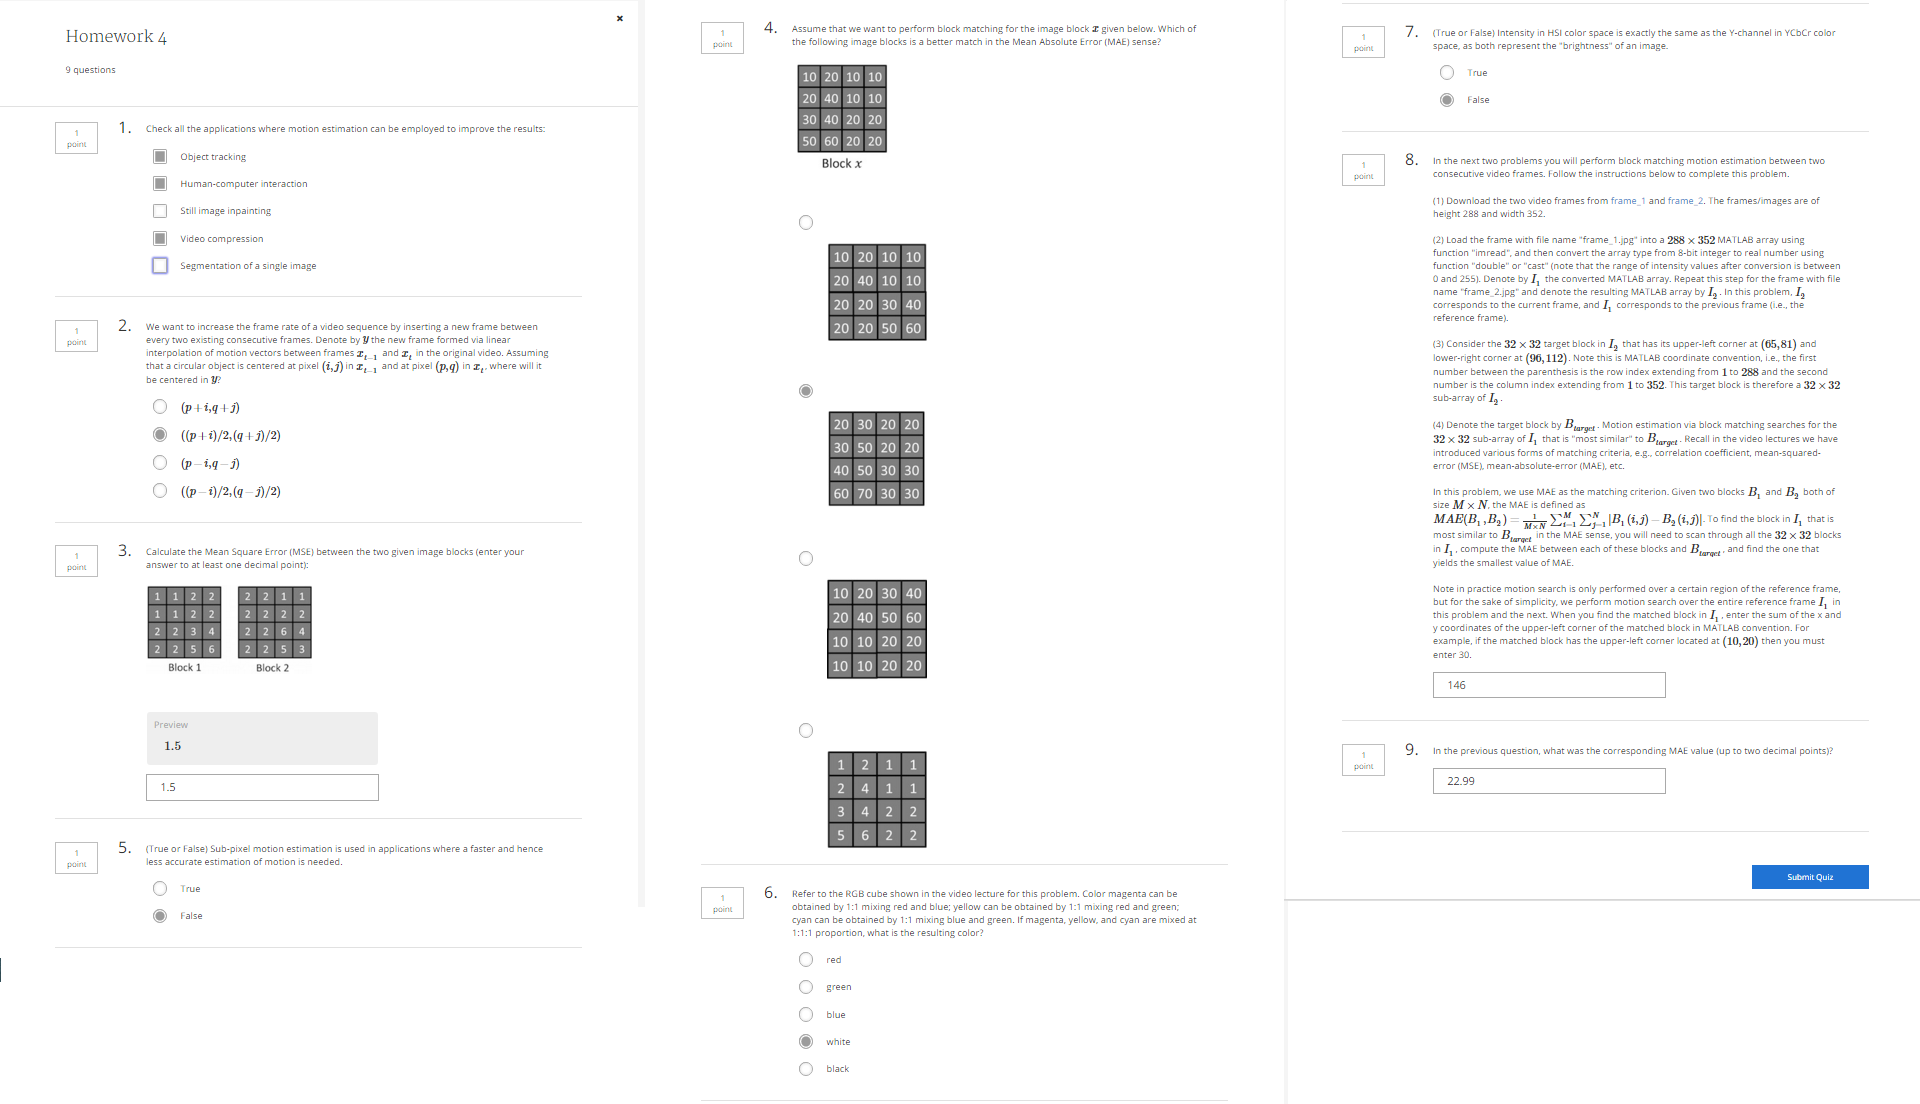 ×
Homework 4
9 questions
1
point
1.
Check all the applications where motion estimation can be employed to improve the results:
Object tracking
Human-computer interaction
Still image inpainting
Video compression
Segmentation of a single image
1
point
2.
We want to increase the frame rate of a video sequence by inserting a new frame between
every two existing consecutive frames. Denote by y the new frame formed via linear
interpolation of motion vectors between frames x_{t−1} and x_t in the original video. Assuming
that a circular object is centered at pixel (i,j) in x_{t−1} and at pixel (p,q) in x_t, where will it
be centered in y?
(p+i,q+j)
((p+i)/2,(q+j)/2)
(p−i,q−j)
((p−i)/2,(q−j)/2)
1
point
3.
Calculate the Mean Square Error (MSE) between the two given image blocks (enter your
answer to at least one decimal point):
1 1 2 2
1 1 2 2
2 2 3 4
2 2 5 6
Block 1
2 2 1 1
2 2 2 2
2 2 6 4
2 2 5 3
Block 2
Preview
1.5
1.5
1
point
5.
(True or False) Sub-pixel motion estimation is used in applications where a faster and hence
less accurate estimation of motion is needed.
True
False
1
point
4.
Assume that we want to perform block matching for the image block x given below. Which of
the following image blocks is a better match in the Mean Absolute Error (MAE) sense?
10 20 10 10
20 40 10 10
30 40 20 20
50 60 20 20
Block x
10 20 10 10
20 40 10 10
20 20 30 40
20 20 50 60
20 30 20 20
30 50 20 20
40 50 30 30
60 70 30 30
10 20 30 40
20 40 50 60
10 10 20 20
10 10 20 20
1 2 1 1
2 4 1 1
3 4 2 2
5 6 2 2
1
point
6.
Refer to the RGB cube shown in the video lecture for this problem. Color magenta can be
obtained by 1:1 mixing red and blue; yellow can be obtained by 1:1 mixing red and green;
cyan can be obtained by 1:1 mixing blue and green. If magenta, yellow, and cyan are mixed at
1:1:1 proportion, what is the resulting color?
red
green
blue
white
black
1
point
7.
(True or False) Intensity in HSI color space is exactly the same as the Y-channel in YCbCr color
space, as both represent the "brightness" of an image.
True
False
1
point
8.
In the next two problems you will perform block matching motion estimation between two
consecutive video frames. Follow the instructions below to complete this problem.
(1) Download the two video frames from frame_1 and frame_2. The frames/images are of
height 288 and width 352.
(2) Load the frame with file name "frame_1.jpg" into a 288 × 352 MATLAB array using
function "imread", and then convert the array type from 8-bit integer to real number using
function "double" or "cast" (note that the range of intensity values after conversion is between
0 and 255). Denote by I_1 the converted MATLAB array. Repeat this step for the frame with file
name "frame_2.jpg" and denote the resulting MATLAB array by I_2. In this problem, I_2
corresponds to the current frame, and I_1 corresponds to the previous frame (i.e., the
reference frame).
(3) Consider the 32 × 32 target block in I_2 that has its upper-left corner at (65,81) and
lower-right corner at (96,112). Note this is MATLAB coordinate convention, i.e., the first
number between the parenthesis is the row index extending from 1 to 288 and the second
number is the column index extending from 1 to 352. This target block is therefore a 32 × 32
sub-array of I_2.
(4) Denote the target block by B_{target}. Motion estimation via block matching searches for the
32 × 32 sub-array of I_1 that is "most similar" to B_{target}. Recall in the video lectures we have
introduced various forms of matching criteria, e.g., correlation coefficient, mean-squared-
error (MSE), mean-absolute-error (MAE), etc.
In this problem, we use MAE as the matching criterion. Given two blocks B_1 and B_2 both of
size M × N, the MAE is defined as
MAE(B_1,B_2) = \frac{1}{M×N} ∑_{i=1}^{M} ∑_{j=1}^{N} |B_1(i,j) − B_2(i,j)|. To find the block in I_1 that is
most similar to B_{target} in the MAE sense, you will need to scan through all the 32 × 32 blocks
in I_1, compute the MAE between each of these blocks and B_{target}, and find the one that
yields the smallest value of MAE.
Note in practice motion search is only performed over a certain region of the reference frame,
but for the sake of simplicity, we perform motion search over the entire reference frame I_1 in
this problem and the next. When you find the matched block in I_1, enter the sum of the x and
y coordinates of the upper-left corner of the matched block in MATLAB convention. For
example, if the matched block has the upper-left corner located at (10,20) then you must
enter 30.
146
1
point
9.
In the previous question, what was the corresponding MAE value (up to two decimal points)?
22.99
Submit Quiz